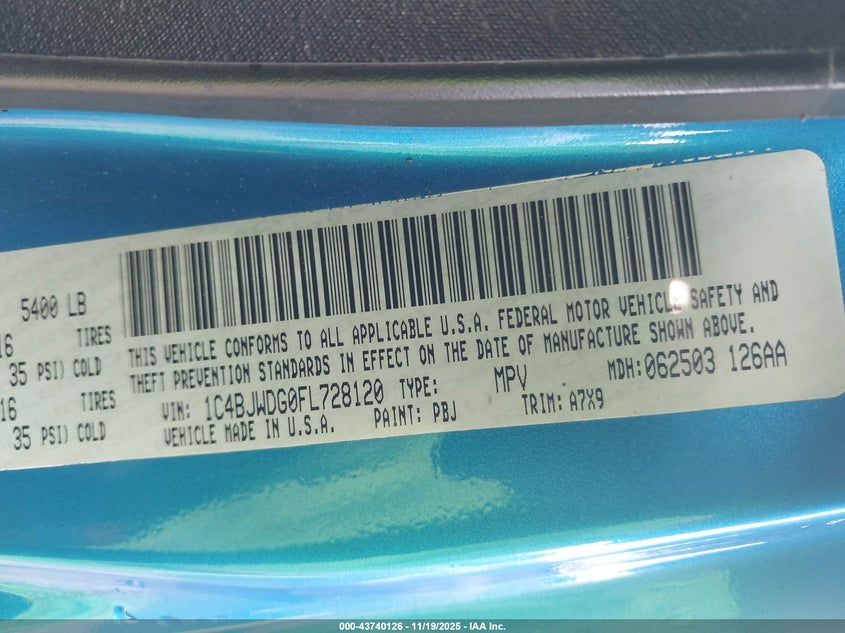 5400 LB
16 TIRES
35 PSI) COLD
16 TIRES
35 PSI) COLD
THIS VEHICLE CONFORMS TO ALL APPLICABLE U.S.A. FEDERAL MOTOR VEHICLE SAFETY AND
THEFT PREVENTION STANDARDS IN EFFECT ON THE DATE OF MANUFACTURE SHOWN ABOVE.
VIN: 1C4BJWDG0FL728120 TYPE: MPV MDH: 062503 126AA
VEHICLE MADE IN U.S.A. PAINT: PBJ TRIM: A7X9
000-43740126 - 11/19/2025 - IAA Inc.